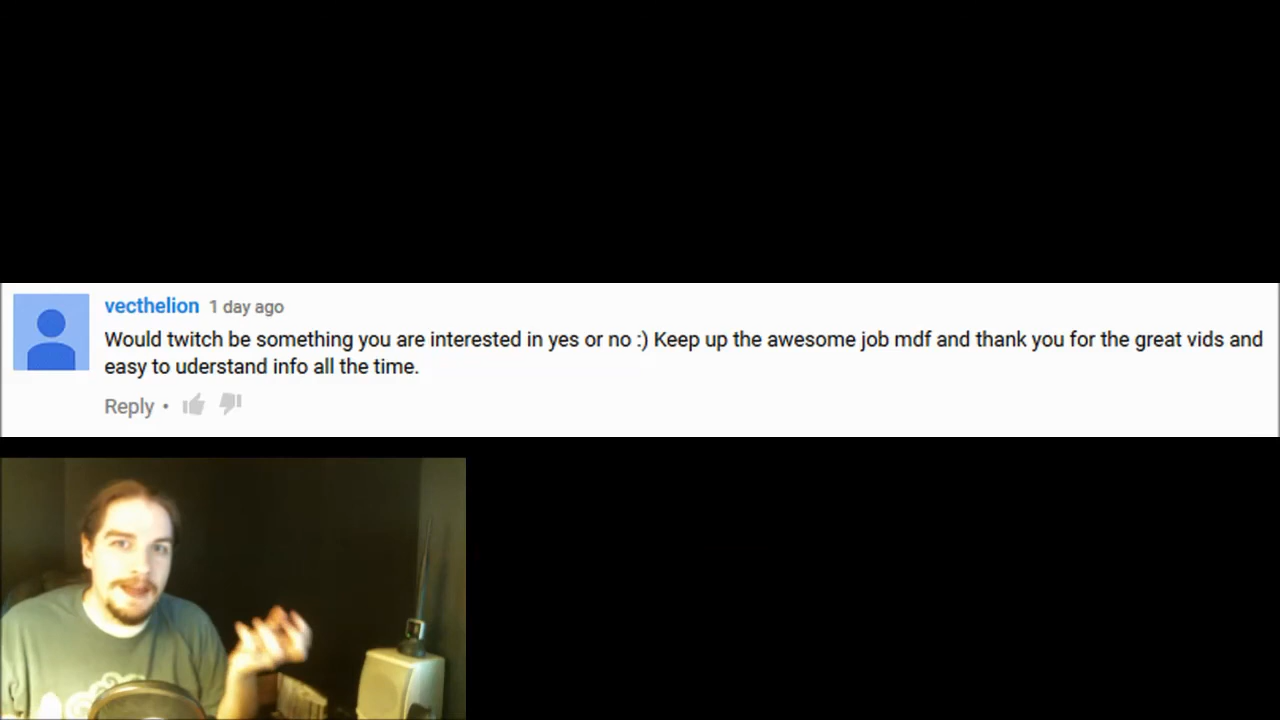 vecthelion 1 day ago
Would twitch be something you are interested in yes or no :) Keep up the awesome job mdf and thank you for the great vids and
easy to uderstand info all the time.
Reply •